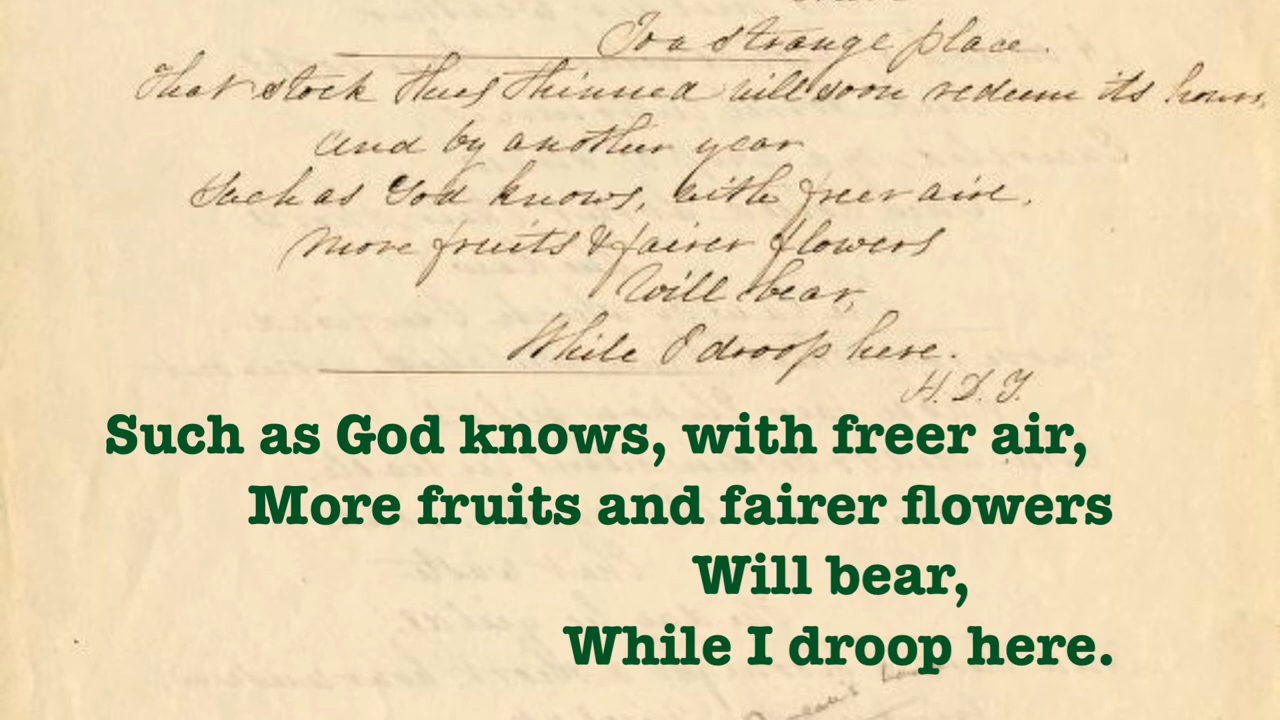 To a strange place.
That stock thus thinned will soon redeem its hours,
And by another year
Such as God knows, with freer air,
More fruits & fairer flowers
Will bear,
While I droop here.
H. D. T.
Such as God knows, with freer air,
More fruits and fairer flowers
Will bear,
While I droop here.